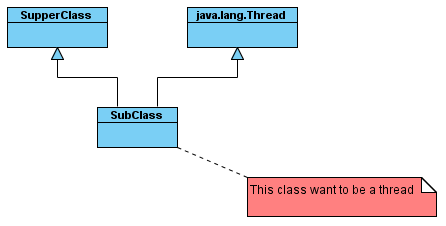 SupperClass
java.lang.Thread
SubClass
This class want to be a thread